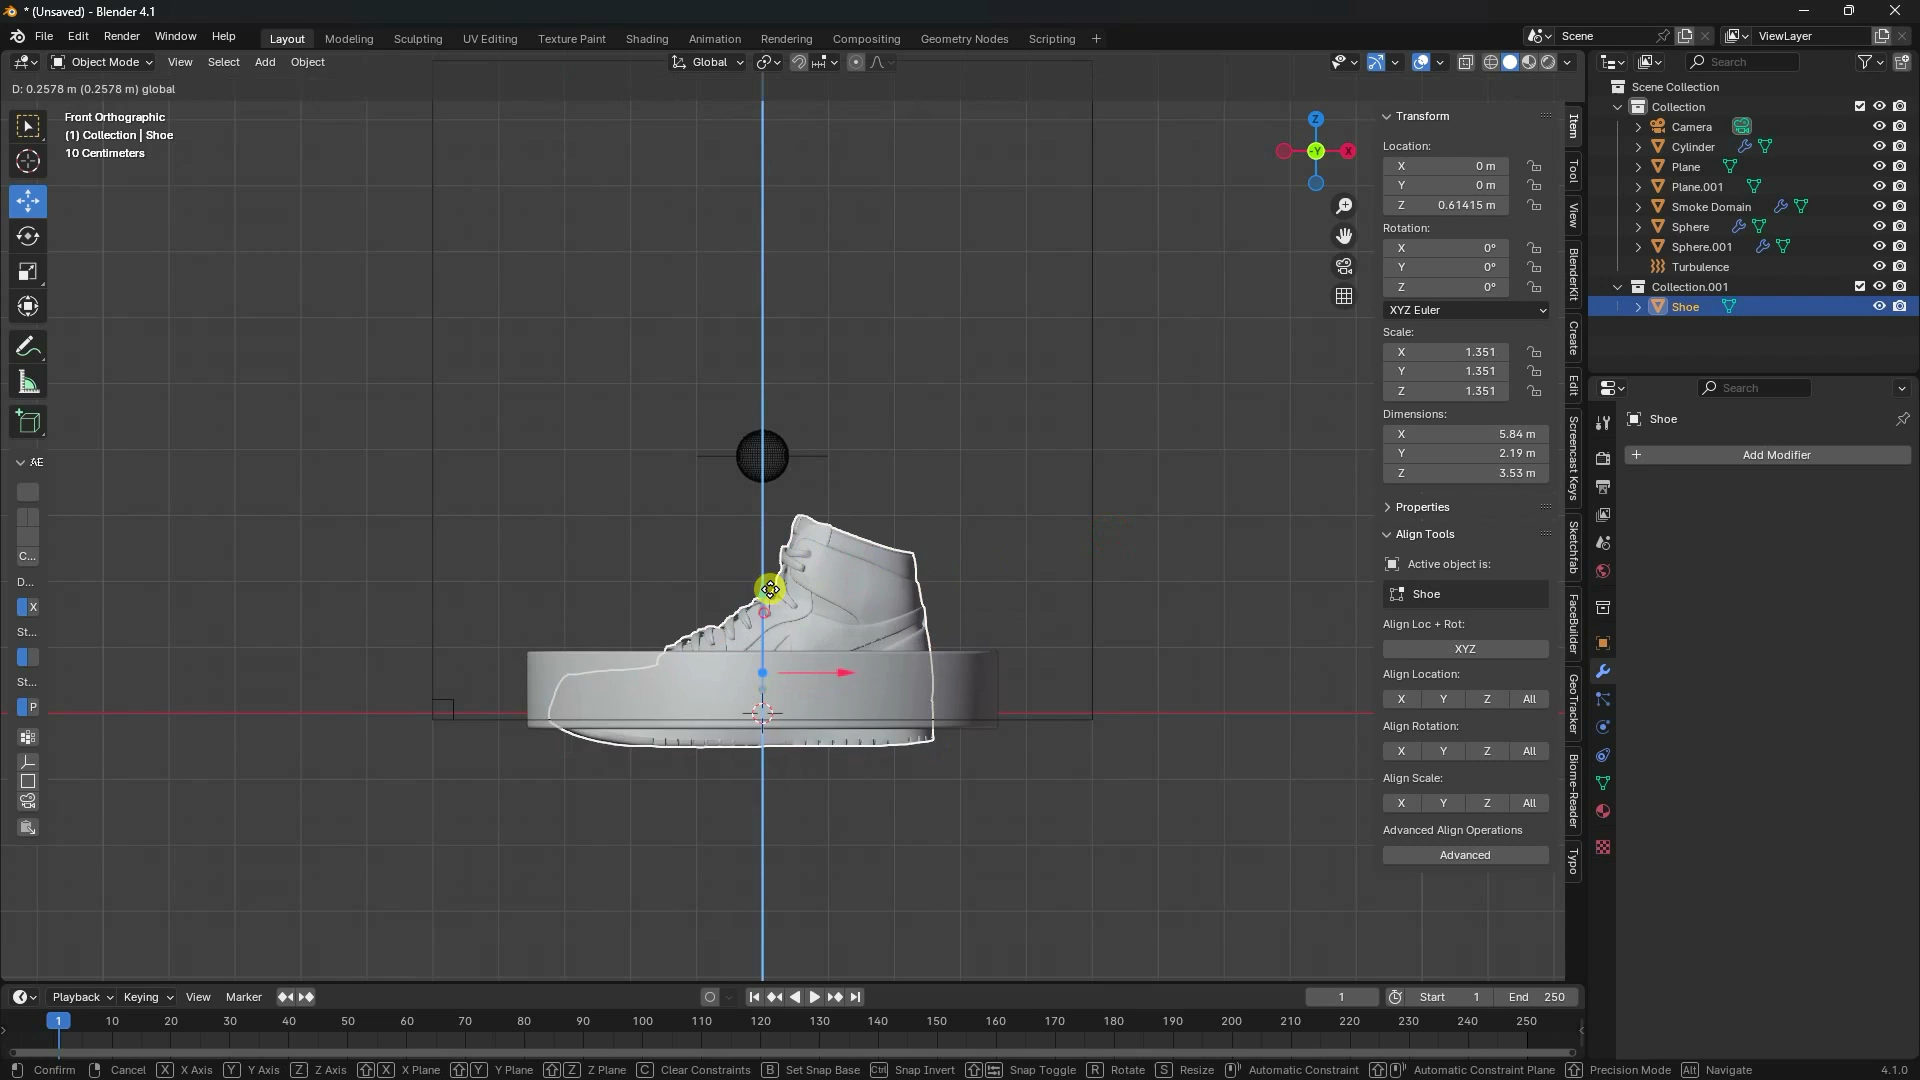 * (Unsaved) - Blender 4.1
File Edit Render Window Help
Layout Modeling Sculpting UV Editing Texture Paint Shading Animation Rendering Compositing Geometry Nodes Scripting +
Scene
ViewLayer
Object Mode View Select Add Object
Global
Search
D: 0.2578 m (0.2578 m) global
Front Orthographic
(1) Collection | Shoe
10 Centimeters
Z
-Y
X
AE
C...
D...
X
St...
St...
P
Transform
Location:
X 0 m
Y 0 m
Z 0.61415 m
Rotation:
X 0°
Y 0°
Z 0°
XYZ Euler
Scale:
X 1.351
Y 1.351
Z 1.351
Dimensions:
X 5.84 m
Y 2.19 m
Z 3.53 m
Properties
Align Tools
Active object is:
Shoe
Align Loc + Rot:
XYZ
Align Location:
X Y Z All
Align Rotation:
X Y Z All
Align Scale:
X Y Z All
Advanced Align Operations
Advanced
Item
Tool
View
BlenderKit
Create
Edit
Screencast Keys
Sketchfab
FaceBuilder
GeoTracker
Biome-Reader
Typo
Scene Collection
Collection
Camera
Cylinder
Plane
Plane.001
Smoke Domain
Sphere
Sphere.001
Turbulence
Collection.001
Shoe
Search
Shoe
+ Add Modifier
Playback Keying View Marker
1 Start 1 End 250
1 10 20 30 40 50 60 70 80 90 100 110 120 130 140 150 160 170 180 190 200 210 220 230 240 250
Confirm Cancel X X Axis Y Y Axis Z Z Axis X X Plane Y Y Plane Z Z Plane C Clear Constraints B Set Snap Base Ctrl Snap Invert Snap Toggle R Rotate S Resize Automatic Constraint Automatic Constraint Plane Precision Mode Alt Navigate 4.1.0